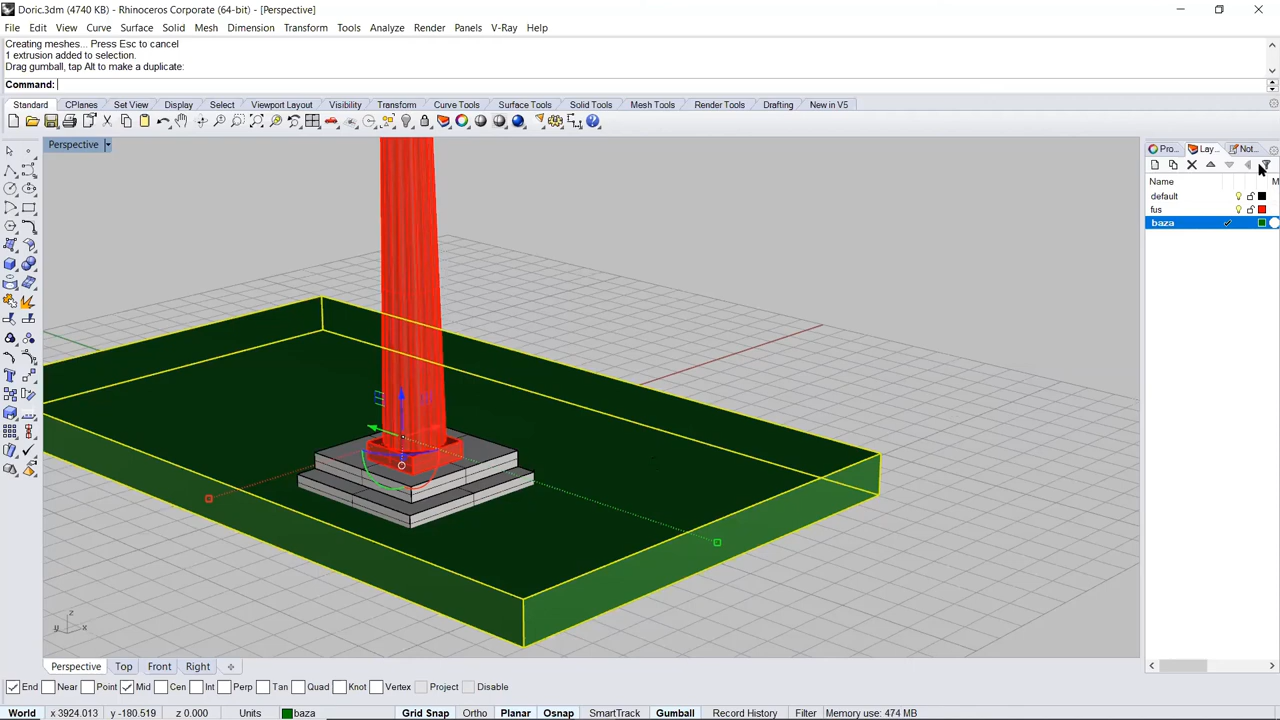 Doric.3dm (4740 KB) - Rhinoceros Corporate (64-bit) - [Perspective]
File Edit View Curve Surface Solid Mesh Dimension Transform Tools Analyze Render Panels V-Ray Help
Creating meshes... Press Esc to cancel
1 extrusion added to selection.
Drag gumball, tap Alt to make a duplicate:
Command:
Standard CPlanes Set View Display Select Viewport Layout Visibility Transform Curve Tools Surface Tools Solid Tools Mesh Tools Render Tools Drafting New in V5
Perspective
Pro... Lay... Not...
Name M
default
fus
baza
z
y x
Perspective Top Front Right
End Near Point Mid Cen Int Perp Tan Quad Knot Vertex Project Disable
World x 3924.013 y -180.519 z 0.000 Units baza Grid Snap Ortho Planar Osnap SmartTrack Gumball Record History Filter Memory use: 474 MB